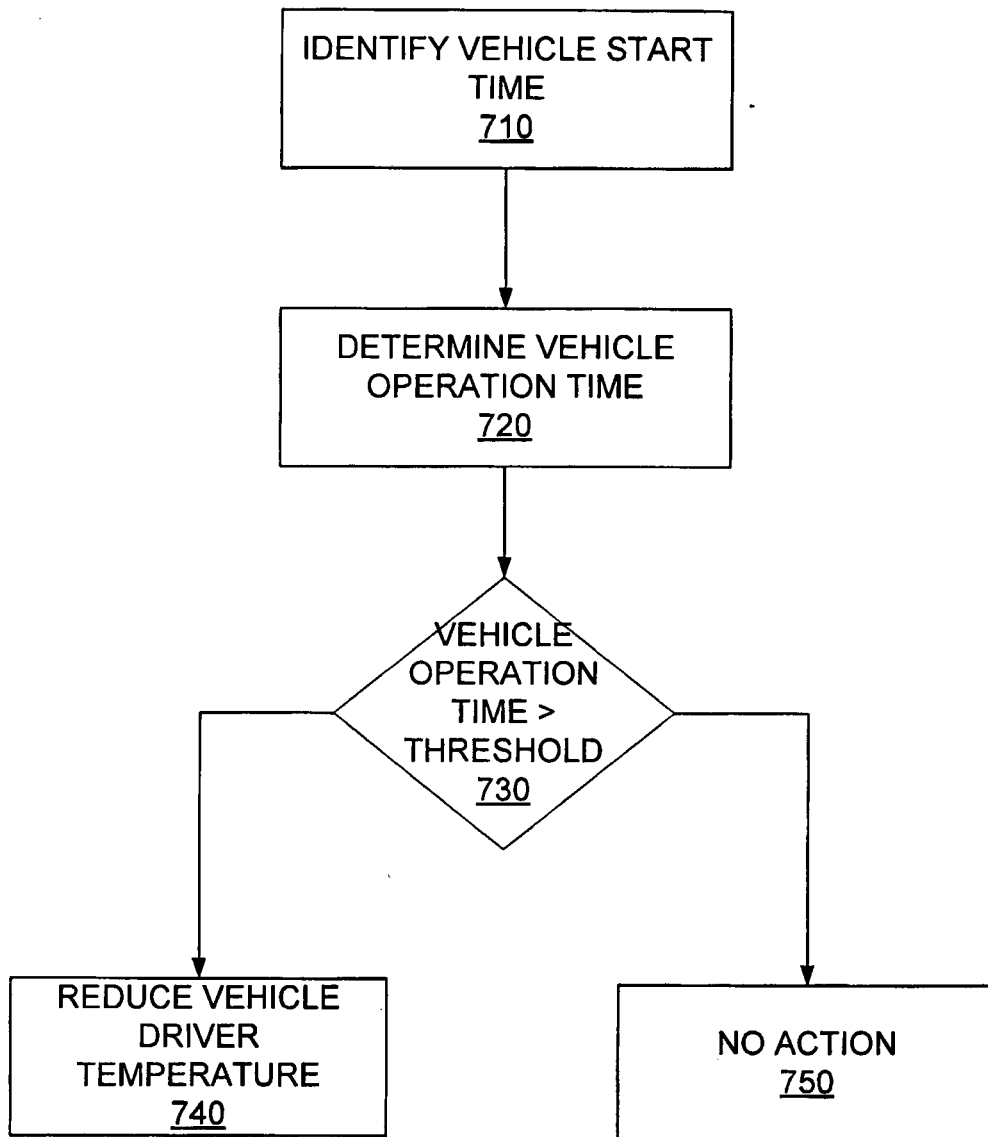 IDENTIFY VEHICLE START
TIME
710
DETERMINE VEHICLE
OPERATION TIME
720
VEHICLE
OPERATION
TIME >
THRESHOLD
730
REDUCE VEHICLE
DRIVER
TEMPERATURE
740
NO ACTION
750